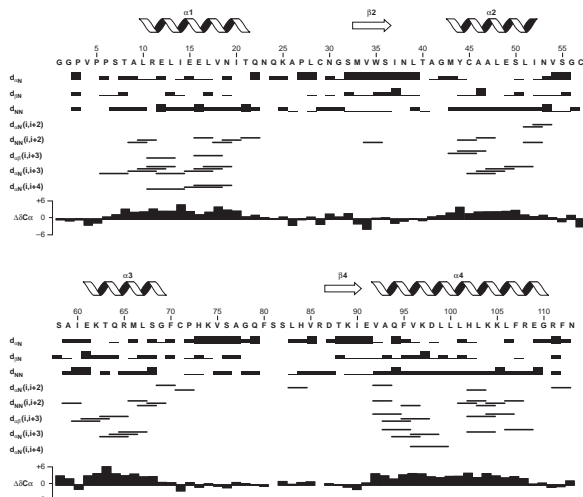 α1 β2 α2
5 10 15 20 25 30 35 40 45 50 55
G G P V P P S T A L R E L I E E L V N I T Q N Q K A P L C N G S M V W S I N L T A G M Y C A A L E S L I N V S G C
dαN
dβN
dNN
dαN(i,i+2)
dNN(i,i+2)
dαβ(i,i+3)
dαN(i,i+3)
dαN(i,i+4)
+6
ΔδCα
−6
α3 β4 α4
60 65 70 75 80 85 90 95 100 105 110
S A I E K T Q R M L S G F C P H K V S A G Q F S S L H V R D T K I E V A Q F V K D L L L H L K K L F R E G R F N
dαN
dβN
dNN
dαN(i,i+2)
dNN(i,i+2)
dαβ(i,i+3)
dαN(i,i+3)
dαN(i,i+4)
+6
ΔδCα